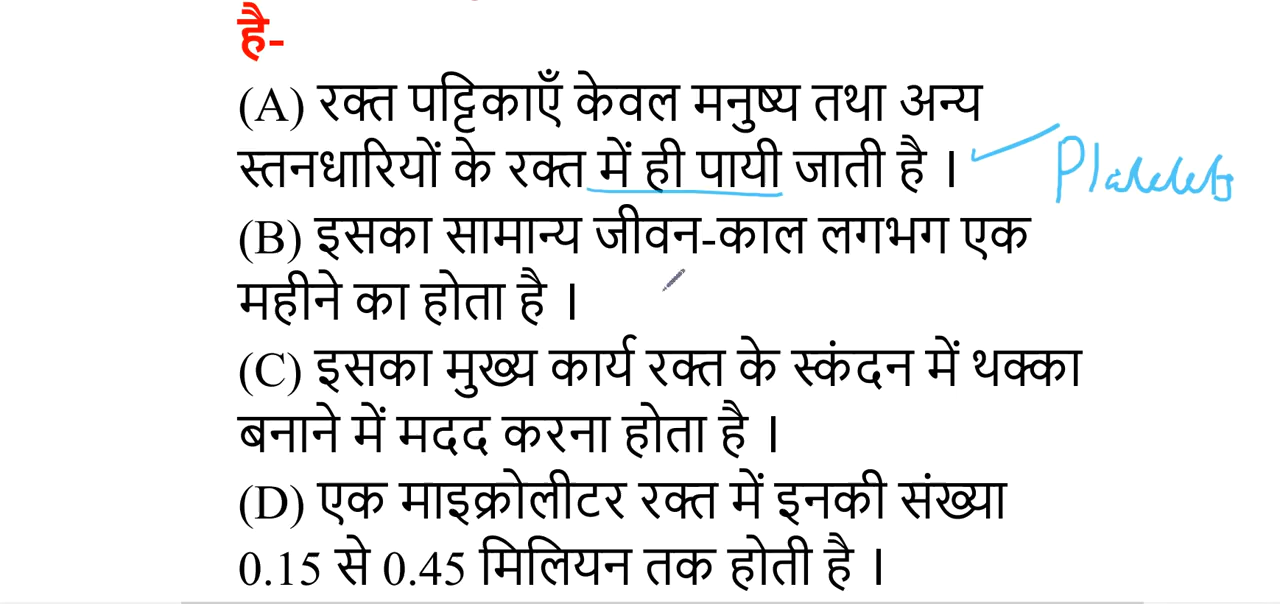 है-
(A) रक्त पट्टिकाएँ केवल मनुष्य तथा अन्य
स्तनधारियों के रक्त में ही पायी जाती है ।
Platelets
(B) इसका सामान्य जीवन-काल लगभग एक
महीने का होता है ।
(C) इसका मुख्य कार्य रक्त के स्कंदन में थक्का
बनाने में मदद करना होता है ।
(D) एक माइक्रोलीटर रक्त में इनकी संख्या
0.15 से 0.45 मिलियन तक होती है ।